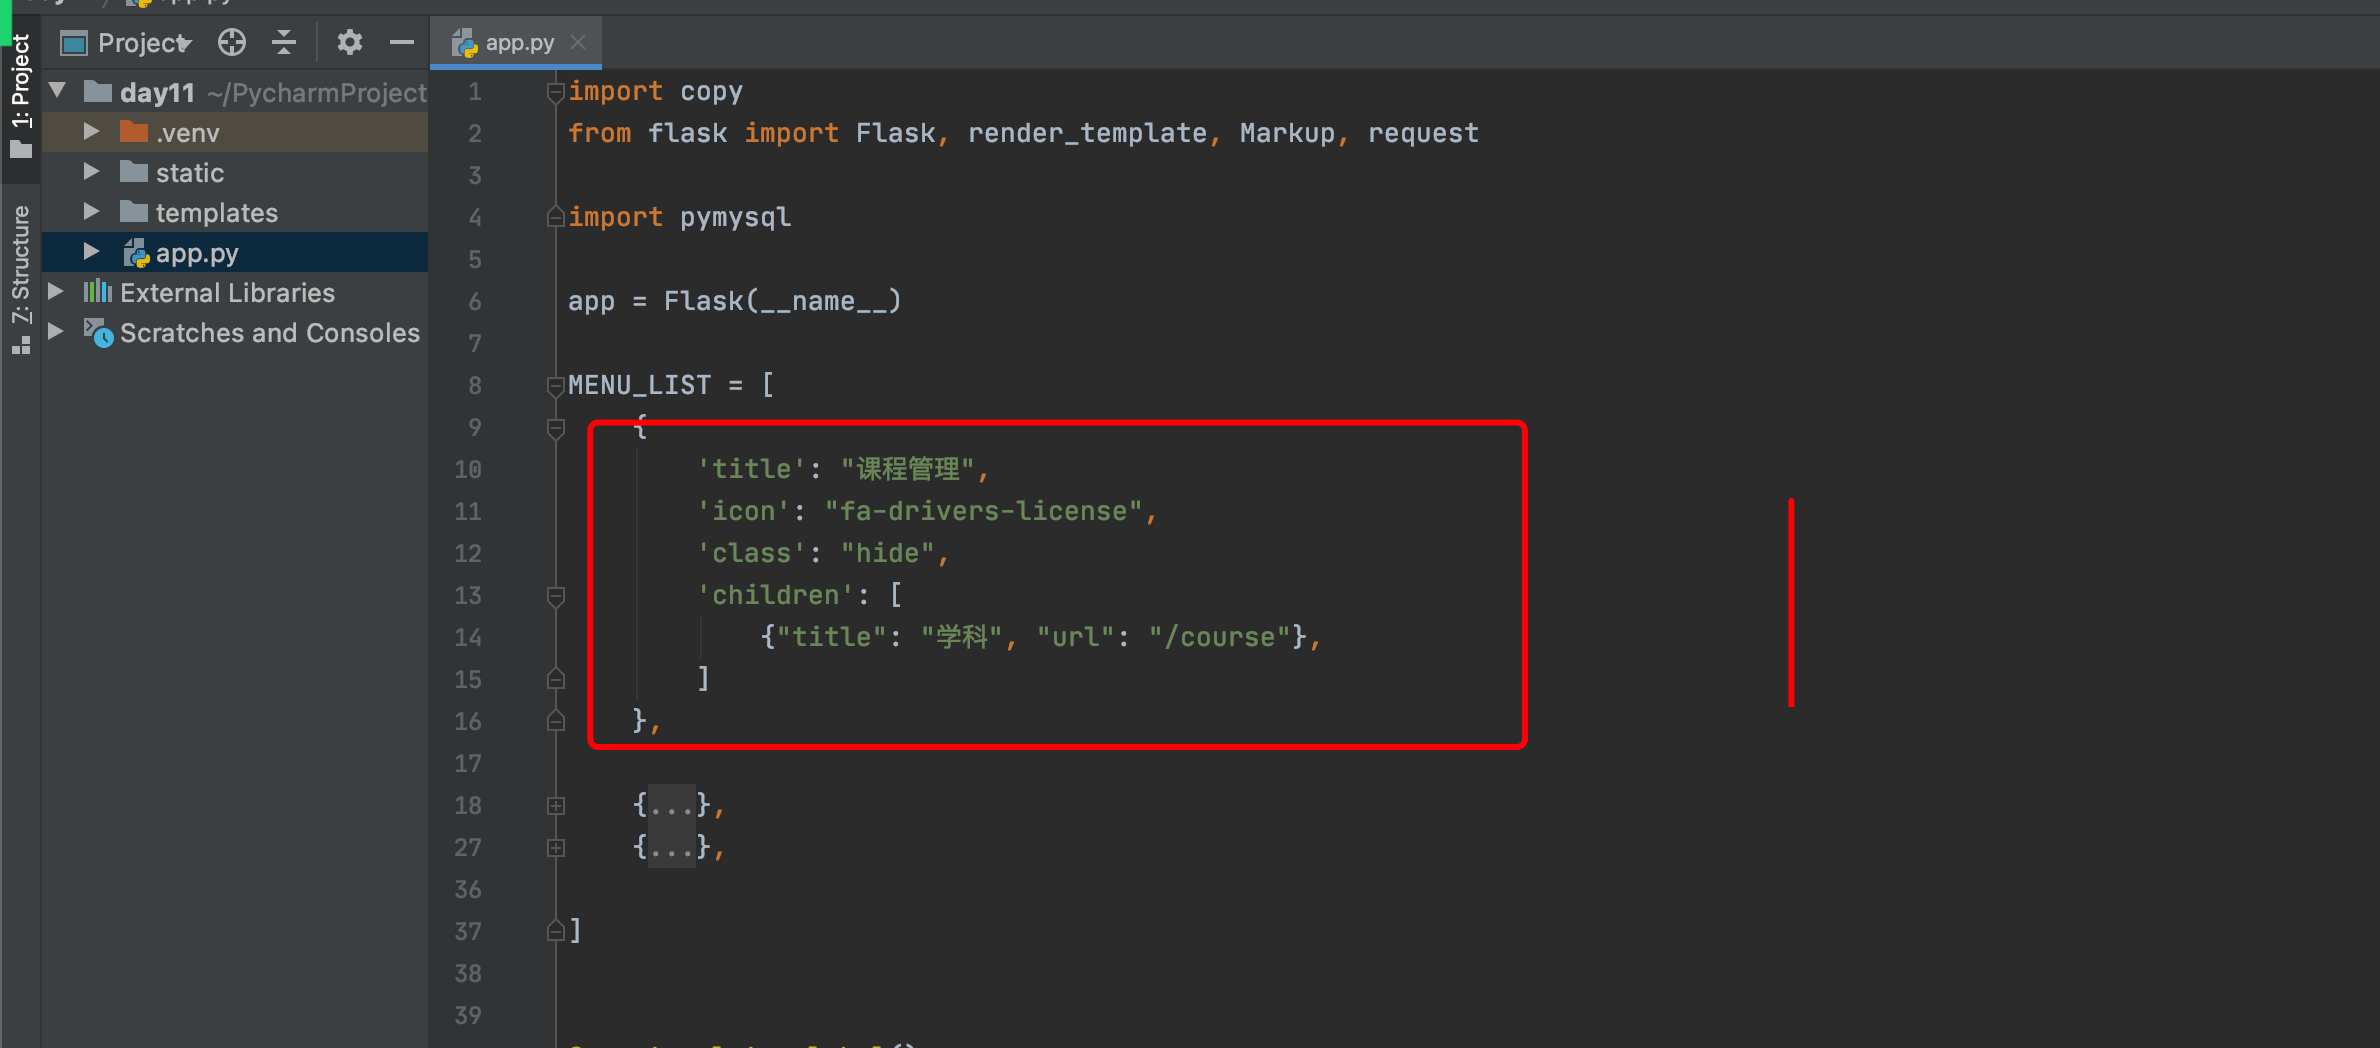 Project
app.py
1: Project
7: Structure
day11 ~/PycharmProject
.venv
static
templates
app.py
External Libraries
Scratches and Consoles
1 import copy
2 from flask import Flask, render_template, Markup, request
3
4 import pymysql
5
6 app = Flask(__name__)
7
8 MENU_LIST = [
9 {
10 'title': "课程管理",
11 'icon': "fa-drivers-license",
12 'class': "hide",
13 'children': [
14 {"title": "学科", "url": "/course"},
15 ]
16 },
17
18 {...},
27 {...},
36
37 ]
38
39